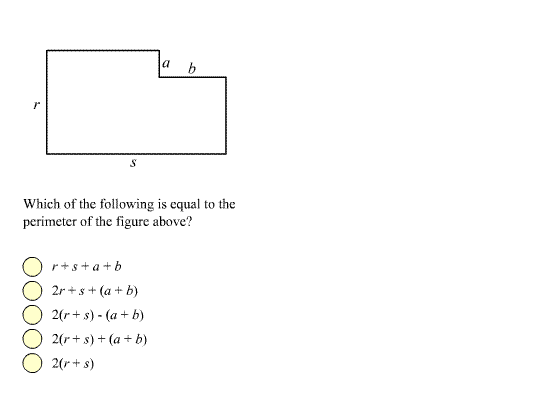 a
b
r
s
Which of the following is equal to the
perimeter of the figure above?
r + s + a + b
2r + s + (a + b)
2(r + s) - (a + b)
2(r + s) + (a + b)
2(r + s)